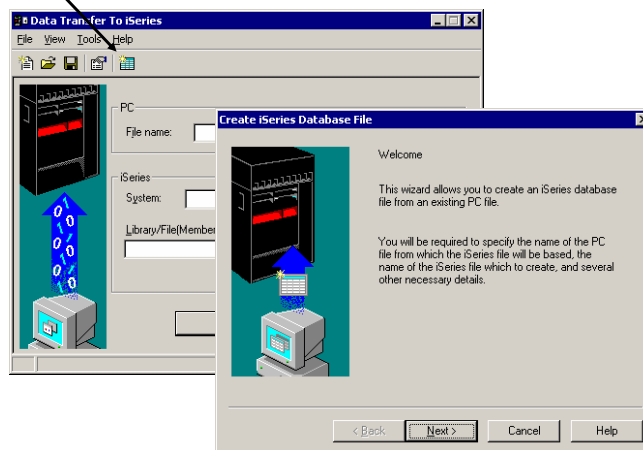 Data Transfer To iSeries
File View Tools Help
PC
File name:
iSeries
System:
Library/File(Member
Create iSeries Database File
Welcome
This wizard allows you to create an iSeries database
file from an existing PC file.
You will be required to specify the name of the PC
file from which the iSeries file will be based, the
name of the iSeries file which to create, and several
other necessary details.
< Back Next > Cancel Help